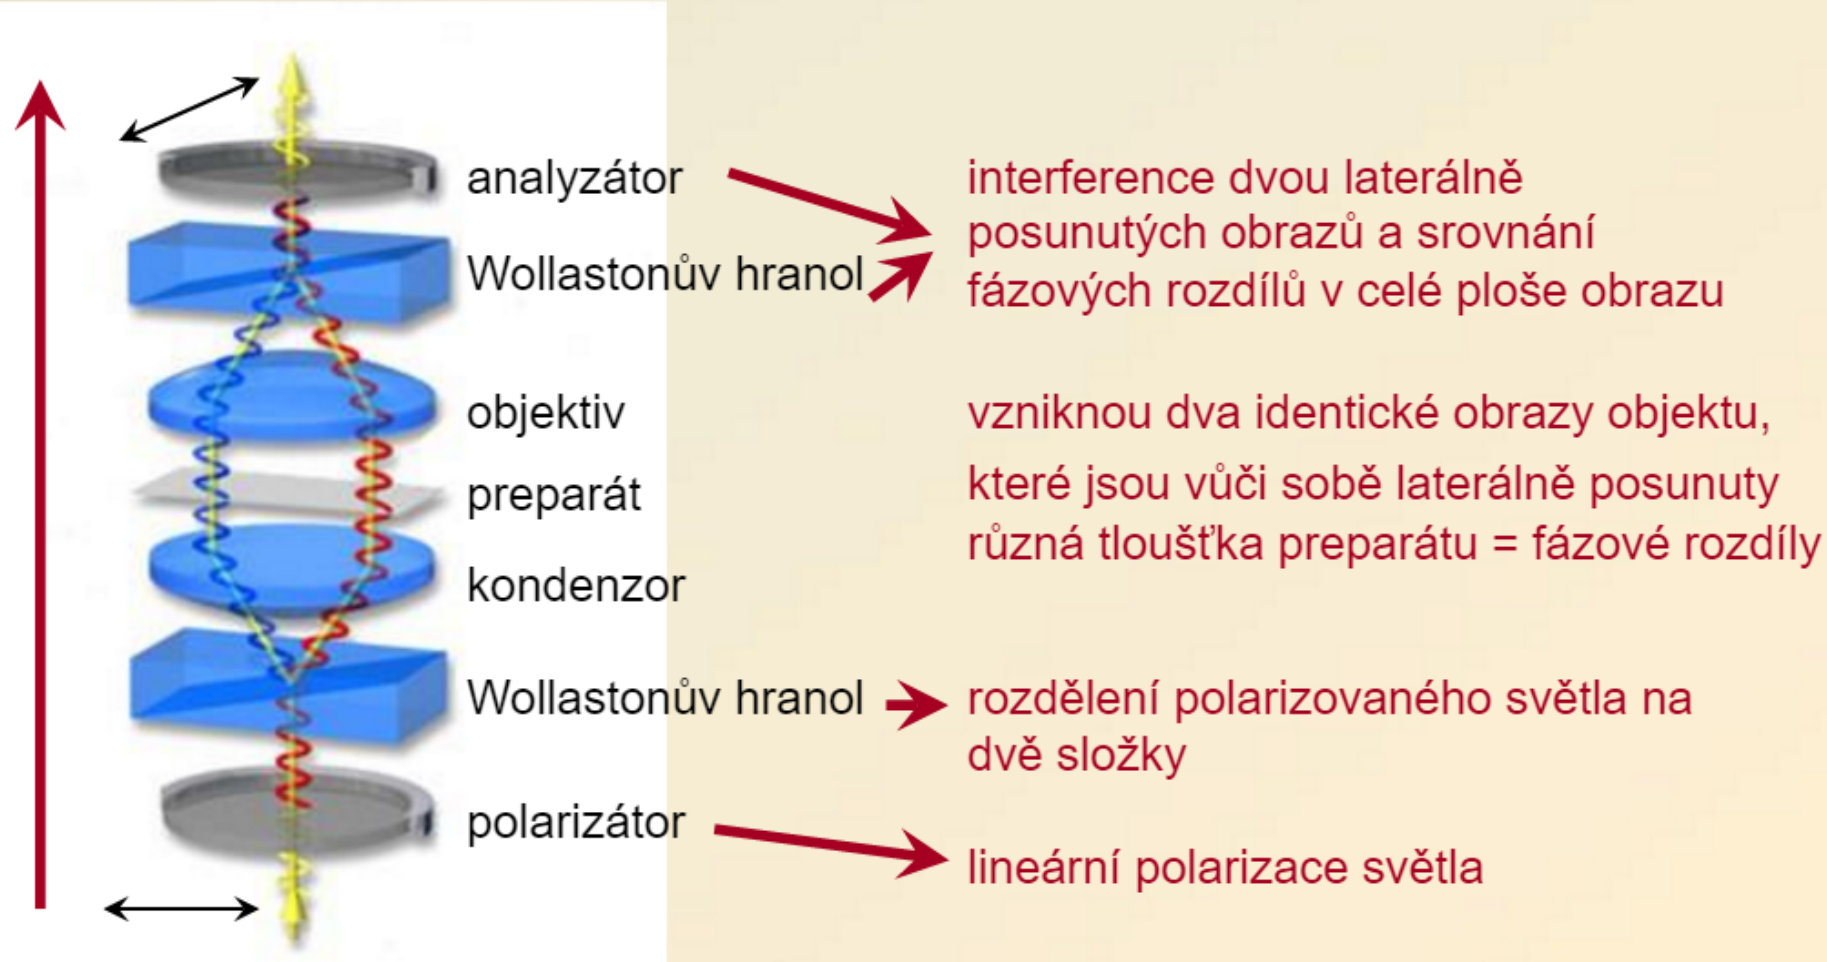 analyzátor
Wollastonův hranol
objektiv
preparát
kondenzor
Wollastonův hranol
polarizátor
interference dvou laterálně
posunutých obrazů a srovnání
fázových rozdílů v celé ploše obrazu
vzniknou dva identické obrazy objektu,
které jsou vůči sobě laterálně posunuty
různá tloušťka preparátu = fázové rozdíly
rozdělení polarizovaného světla na
dvě složky
lineární polarizace světla